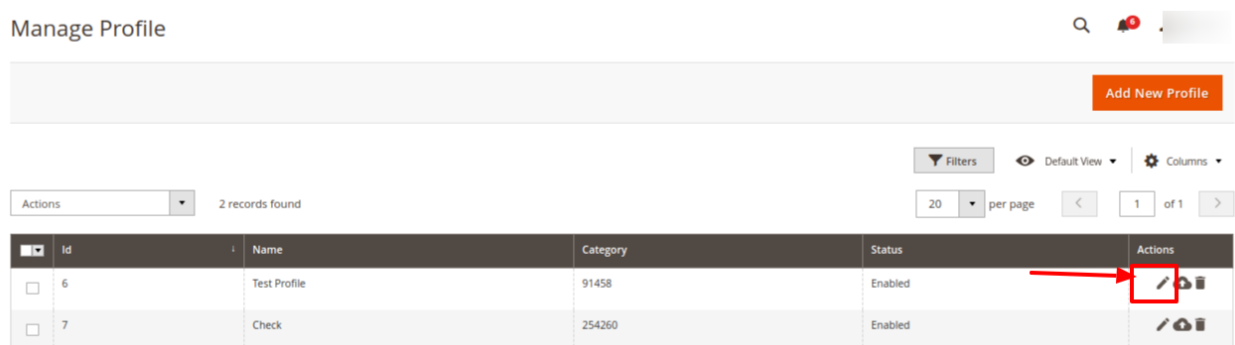 Manage Profile
6
Add New Profile
Filters Default View Columns
Actions 2 records found 20 per page 1 of 1
Id Name Category Status Actions
6 Test Profile 91458 Enabled
7 Check 254260 Enabled